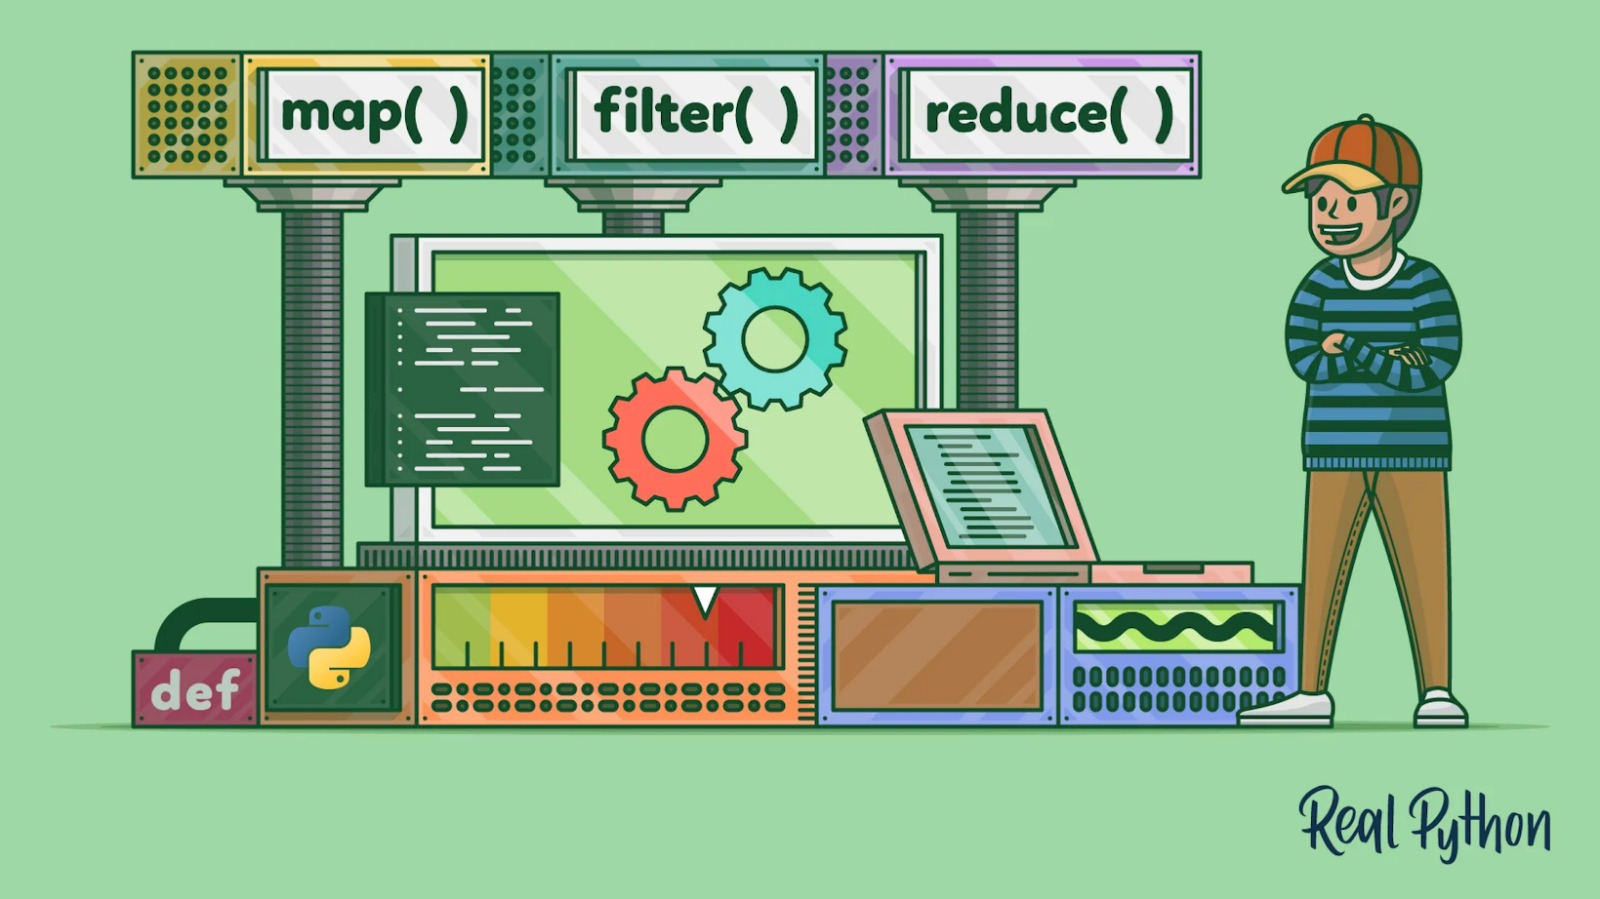 map( )
filter( )
reduce( )
def
Real Python